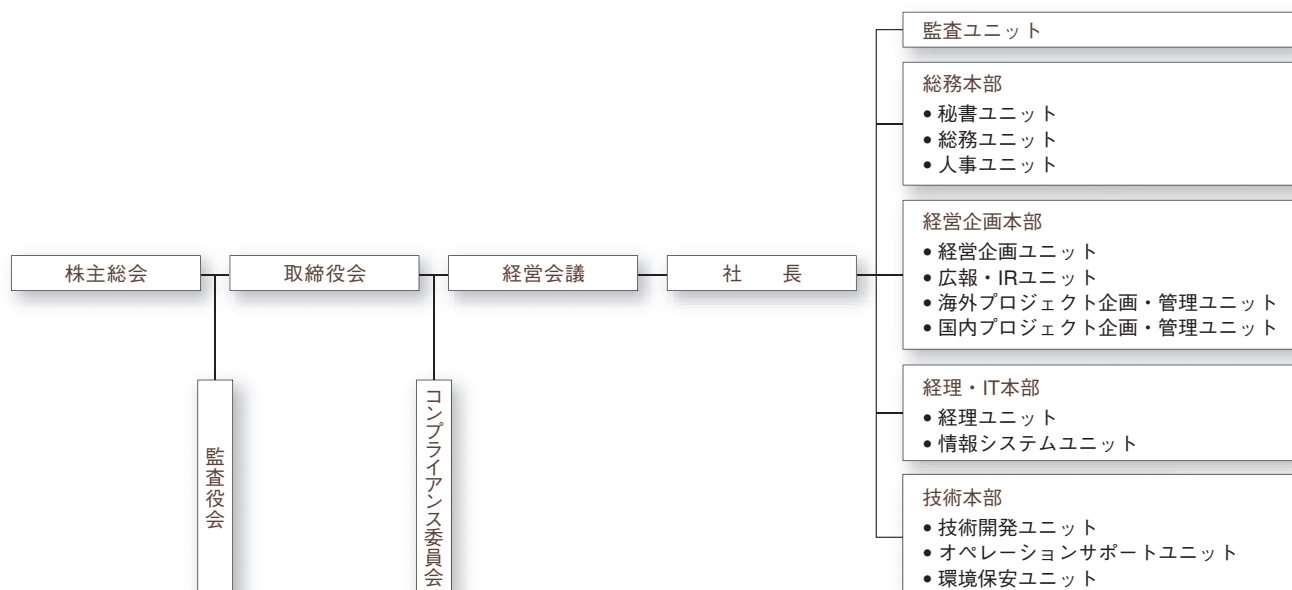 監査ユニット
総務本部
• 秘書ユニット
• 総務ユニット
• 人事ユニット
経営企画本部
• 経営企画ユニット
• 広報・IRユニット
• 海外プロジェクト企画・管理ユニット
• 国内プロジェクト企画・管理ユニット
株主総会
取締役会
経営会議
社　長
経理・IT本部
• 経理ユニット
• 情報システムユニット
監査役会
コンプライアンス委員会
技術本部
• 技術開発ユニット
• オペレーションサポートユニット
• 環境保安ユニット